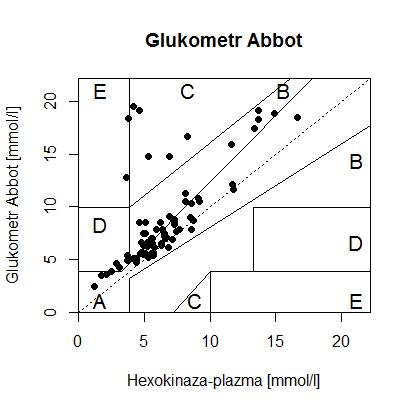 Glukometr Abbot
Glukometr Abbot [mmol/l]
20
15
10
5
0
E
C
B
B
D
D
A
C
E
0
5
10
15
20
Hexokinaza-plazma [mmol/l]